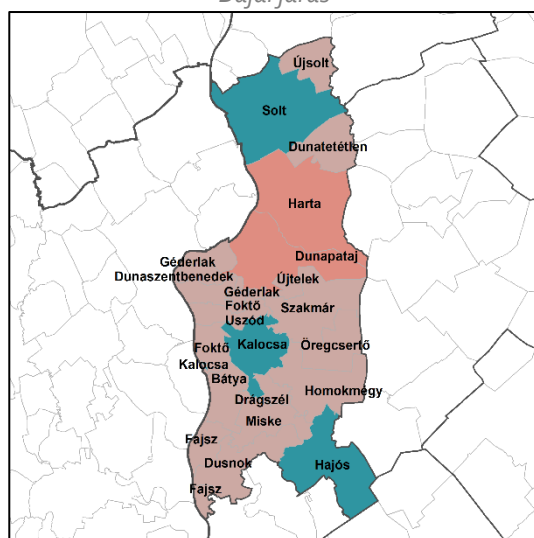 Újsolt
Solt
Dunatetétlen
Harta
Dunapataj
Géderlak
Dunaszentbenedek
Újtelek
Géderlak
Foktő
Szakmár
Uszód
Kalocsa
Öregcsertő
Foktő
Kalocsa
Bátya
Homokmégy
Drágszél
Miske
Fajsz
Dusnok
Hajós
Fajsz